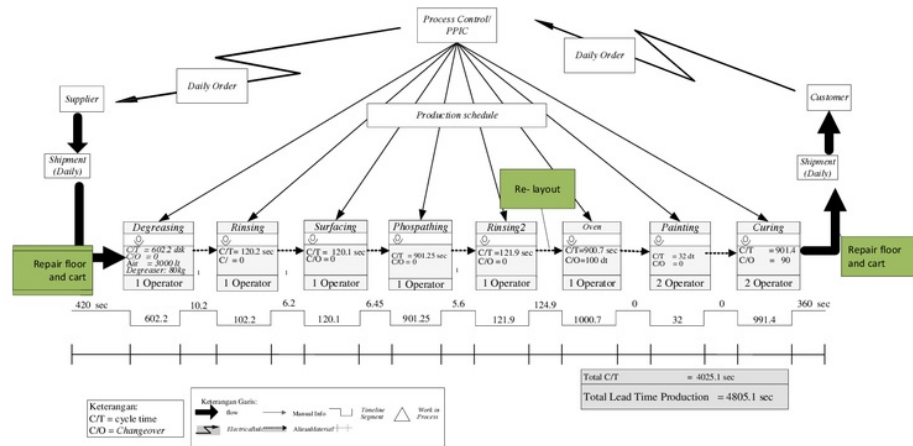 Process Control/
PPIC
Daily Order
Daily Order
Supplier
Customer
Production schedule
Shipment
(Daily)
Shipment
(Daily)
Re- layout
Repair floor
and cart
Repair floor
and cart
Degreasing
C/T = 602.2 dtk
C/O = 0
Air = 3000 lt
Degreaser: 80kg
1 Operator
Rinsing
C/T= 120.2 sec
C/ = 0
1 Operator
Surfacing
C/T = 120.1 sec
C/O = 0
1 Operator
Phospathing
C/T = 901.25 sec
C/O = 0
1 Operator
Rinsing2
C/T=121.9 sec
C/O = 0
1 Operator
Oven
C/T=900.7 sec
C/O=100 dt
1 Operator
Painting
C/T = 32 dt
C/O = 0
2 Operator
Curing
C/T = 901.4
C/O = 90
2 Operator
420 sec
10.2
6.2
6.45
5.6
124.9
0
0
360 sec
602.2
102.2
120.1
901.25
121.9
1000.7
32
991.4
Total C/T = 4025.1 sec
Total Lead Time Production = 4805.1 sec
Keterangan:
C/T = cycle time
C/O = Changeover
Keterangan Garis:
flow
Manual Info
Timeline
Segment
Work in
Process